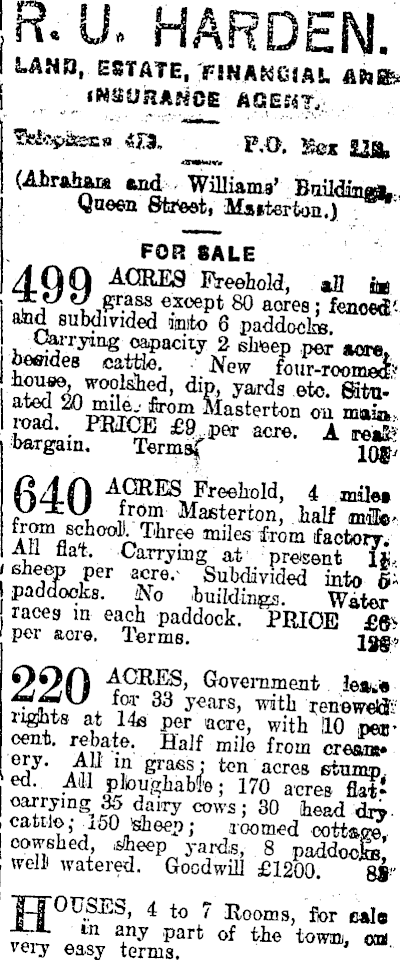 R. U. HARDEN.
LAND, ESTATE, FINANCIAL AND
INSURANCE AGENT.
Telephone 473. P.O. Box
(Abraham and Williams' Buildings,
Queen Street, Masterton.)
FOR SALE
499 ACRES Freehold, all in
grass except 80 acres; fenced
and subdivided into 6 paddocks.
Carrying capacity 2 sheep per acre,
besides cattle. New four-roomed
house, woolshed, dip, yards etc. Situ-
ated 20 mile from Masterton on main
road. PRICE £9 per acre. A real
bargain. Terms
640 ACRES Freehold, 4 miles
from Masterton, half mile
from school. Three miles from factory.
All flat. Carrying at present 1½
sheep per acre. Subdivided into 5
paddocks. No buildings. Water
races in each paddock. PRICE £6
per acre. Terms.
220 ACRES, Government lease
for 33 years, with renewed
rights at 14s per acre, with 10 per
cent. rebate. Half mile from cream-
ery. All in grass; ten acres stump,
ed. All ploughable; 170 acres flat;
carrying 35 dairy cows; 30 head dry
cattle; 150 sheep; roomed cottage,
cowshed, sheep yards, 8 paddocks,
well watered. Goodwill £1200.
HOUSES, 4 to 7 Rooms, for sale
in any part of the town, on
very easy terms.